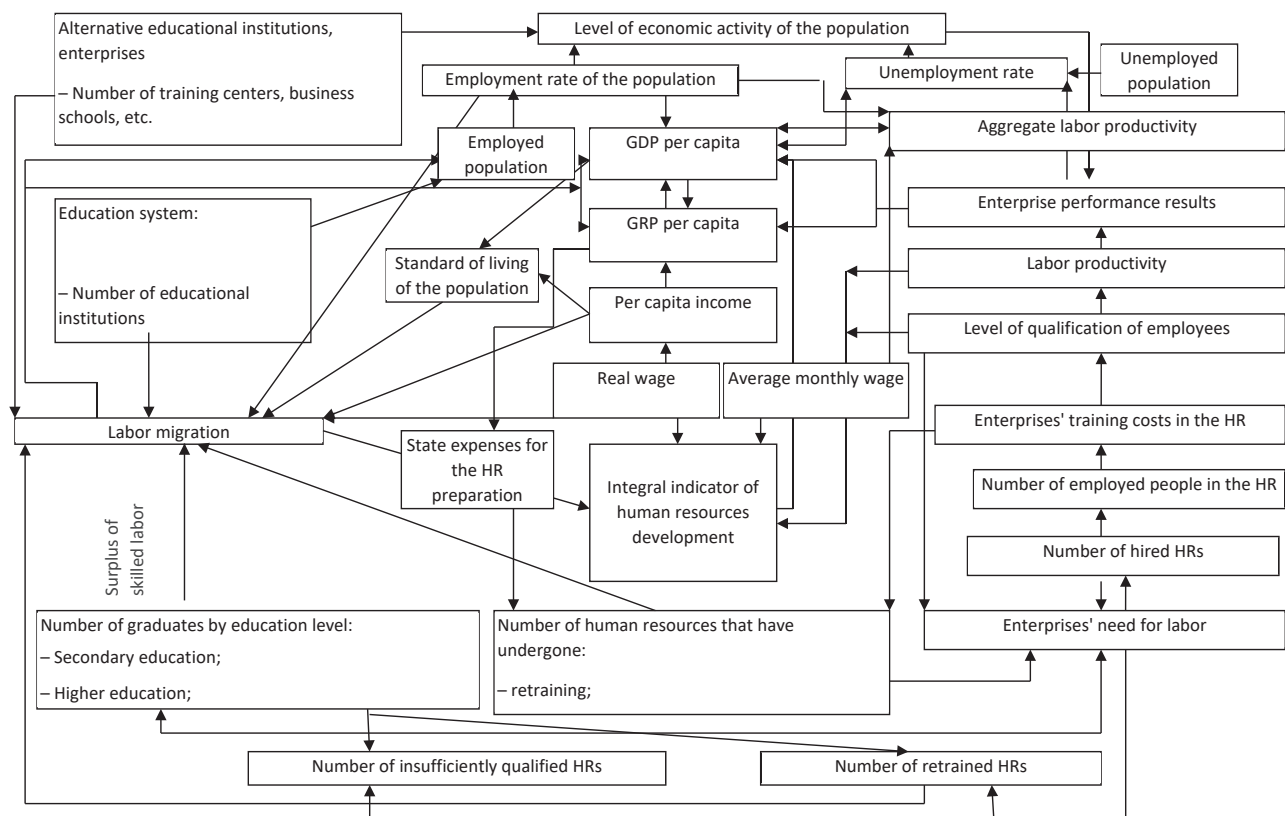 Alternative educational institutions,
enterprises
– Number of training centers, business
schools, etc.
Level of economic activity of the population
Employment rate of the population
Unemployment rate
Unemployed
population
Employed
population
GDP per capita
Aggregate labor productivity
Education system:
– Number of educational
institutions
GRP per capita
Enterprise performance results
Standard of living
of the population
Labor productivity
Per capita income
Level of qualification of employees
Real wage
Average monthly wage
Labor migration
Enterprises' training costs in the HR
State expenses for
the HR
preparation
Integral indicator of
human resources
development
Number of employed people in the HR
Number of hired HRs
Surplus of
skilled labor
Number of graduates by education level:
– Secondary education;
– Higher education;
Number of human resources that have
undergone:
– retraining;
Enterprises' need for labor
Number of insufficiently qualified HRs
Number of retrained HRs